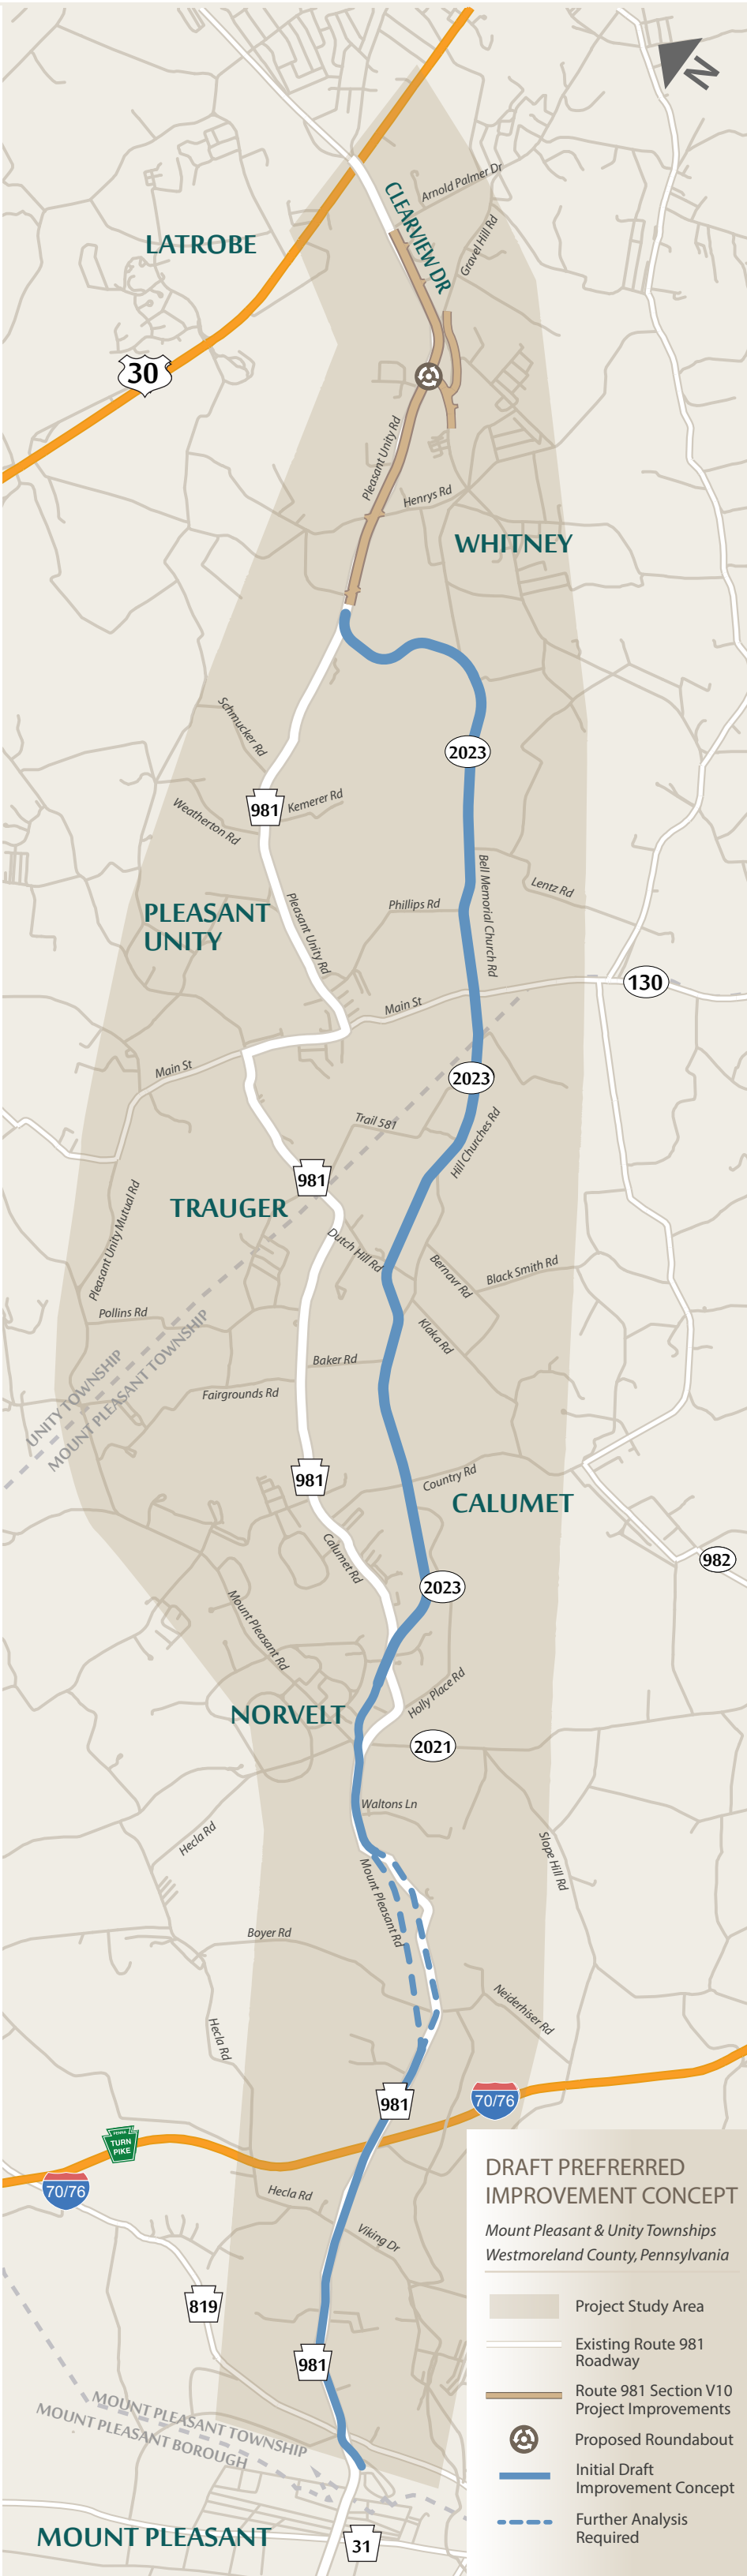 N
Arnold Palmer Dr
CLEARVIEW DR
LATROBE
Gravel Hill Rd
30
Pleasant Unity Rd
Henrys Rd
WHITNEY
Schmucker Rd
2023
981
Kemerer Rd
Weatherton Rd
Bell Memorial Church Rd
Lentz Rd
PLEASANT
UNITY
Pleasant Unity Rd
Phillips Rd
130
Main St
Main St
2023
Trail 581
Hill Churches Rd
981
TRAUGER
Pleasant Unity Mutual Rd
Dutch Hill Rd
Bernavr Rd
Black Smith Rd
Pollins Rd
Klaka Rd
UNITY TOWNSHIP
MOUNT PLEASANT TOWNSHIP
Baker Rd
Fairgrounds Rd
981
Country Rd
CALUMET
Calumet Rd
982
2023
Mount Pleasant Rd
Holly Place Rd
NORVELT
2021
Waltons Ln
Hecla Rd
Slope Hill Rd
Mount Pleasant Rd
Boyer Rd
Neiderhiser Rd
Hecla Rd
981
70/76
PENNA
TURN
PIKE
70/76
Hecla Rd
Viking Dr
819
981
MOUNT PLEASANT TOWNSHIP
MOUNT PLEASANT BOROUGH
MOUNT PLEASANT
31
DRAFT PREFRERRED
IMPROVEMENT CONCEPT
Mount Pleasant & Unity Townships
Westmoreland County, Pennsylvania
Project Study Area
Existing Route 981
Roadway
Route 981 Section V10
Project Improvements
Proposed Roundabout
Initial Draft
Improvement Concept
Further Analysis
Required